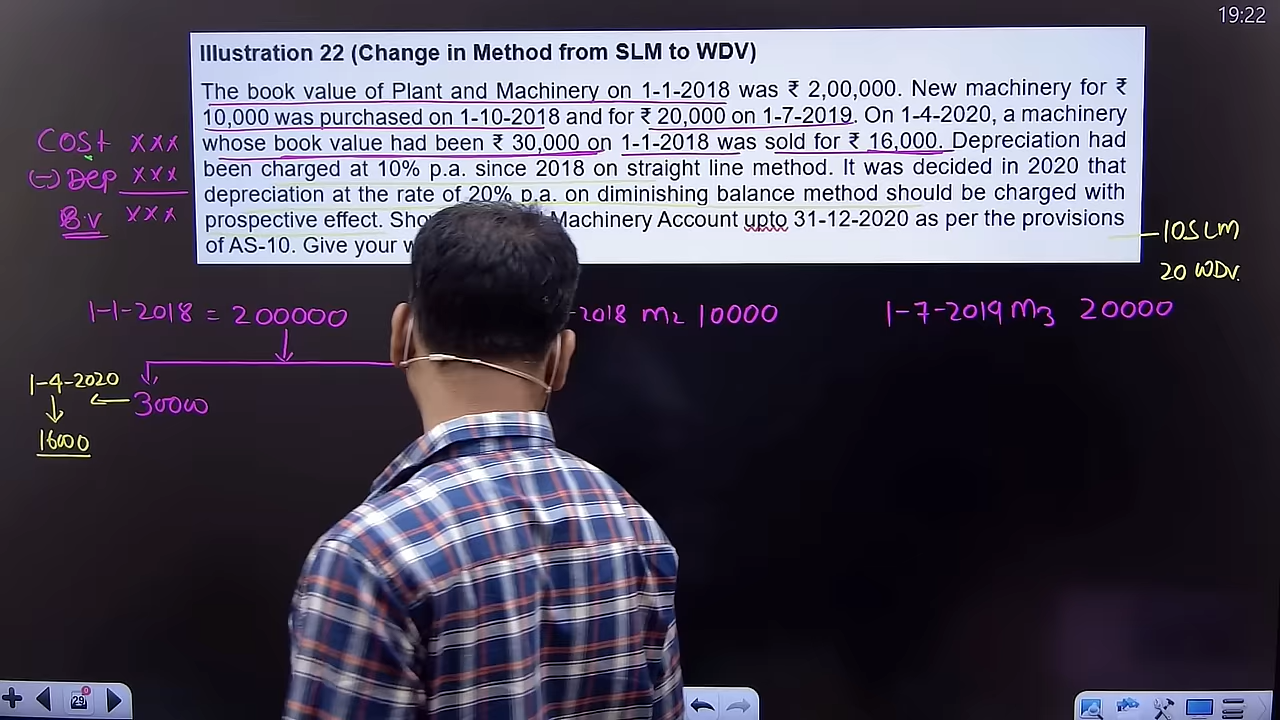 19:22
Illustration 22 (Change in Method from SLM to WDV)
The book value of Plant and Machinery on 1-1-2018 was ₹ 2,00,000. New machinery for ₹
10,000 was purchased on 1-10-2018 and for ₹ 20,000 on 1-7-2019. On 1-4-2020, a machinery
whose book value had been ₹ 30,000 on 1-1-2018 was sold for ₹ 16,000. Depreciation had
been charged at 10% p.a. since 2018 on straight line method. It was decided in 2020 that
depreciation at the rate of 20% p.a. on diminishing balance method should be charged with
prospective effect. Machinery Account upto 31-12-2020 as per the provisions
of AS-10. Give your
Cost xxx
(-) Dep xxx
B.V xxx
10 SLM
20 WDV.
1-1-2018 = 200000
-2018 M2 10000
1-7-2019 M3 20000
1-4-2020
30000
16000
29